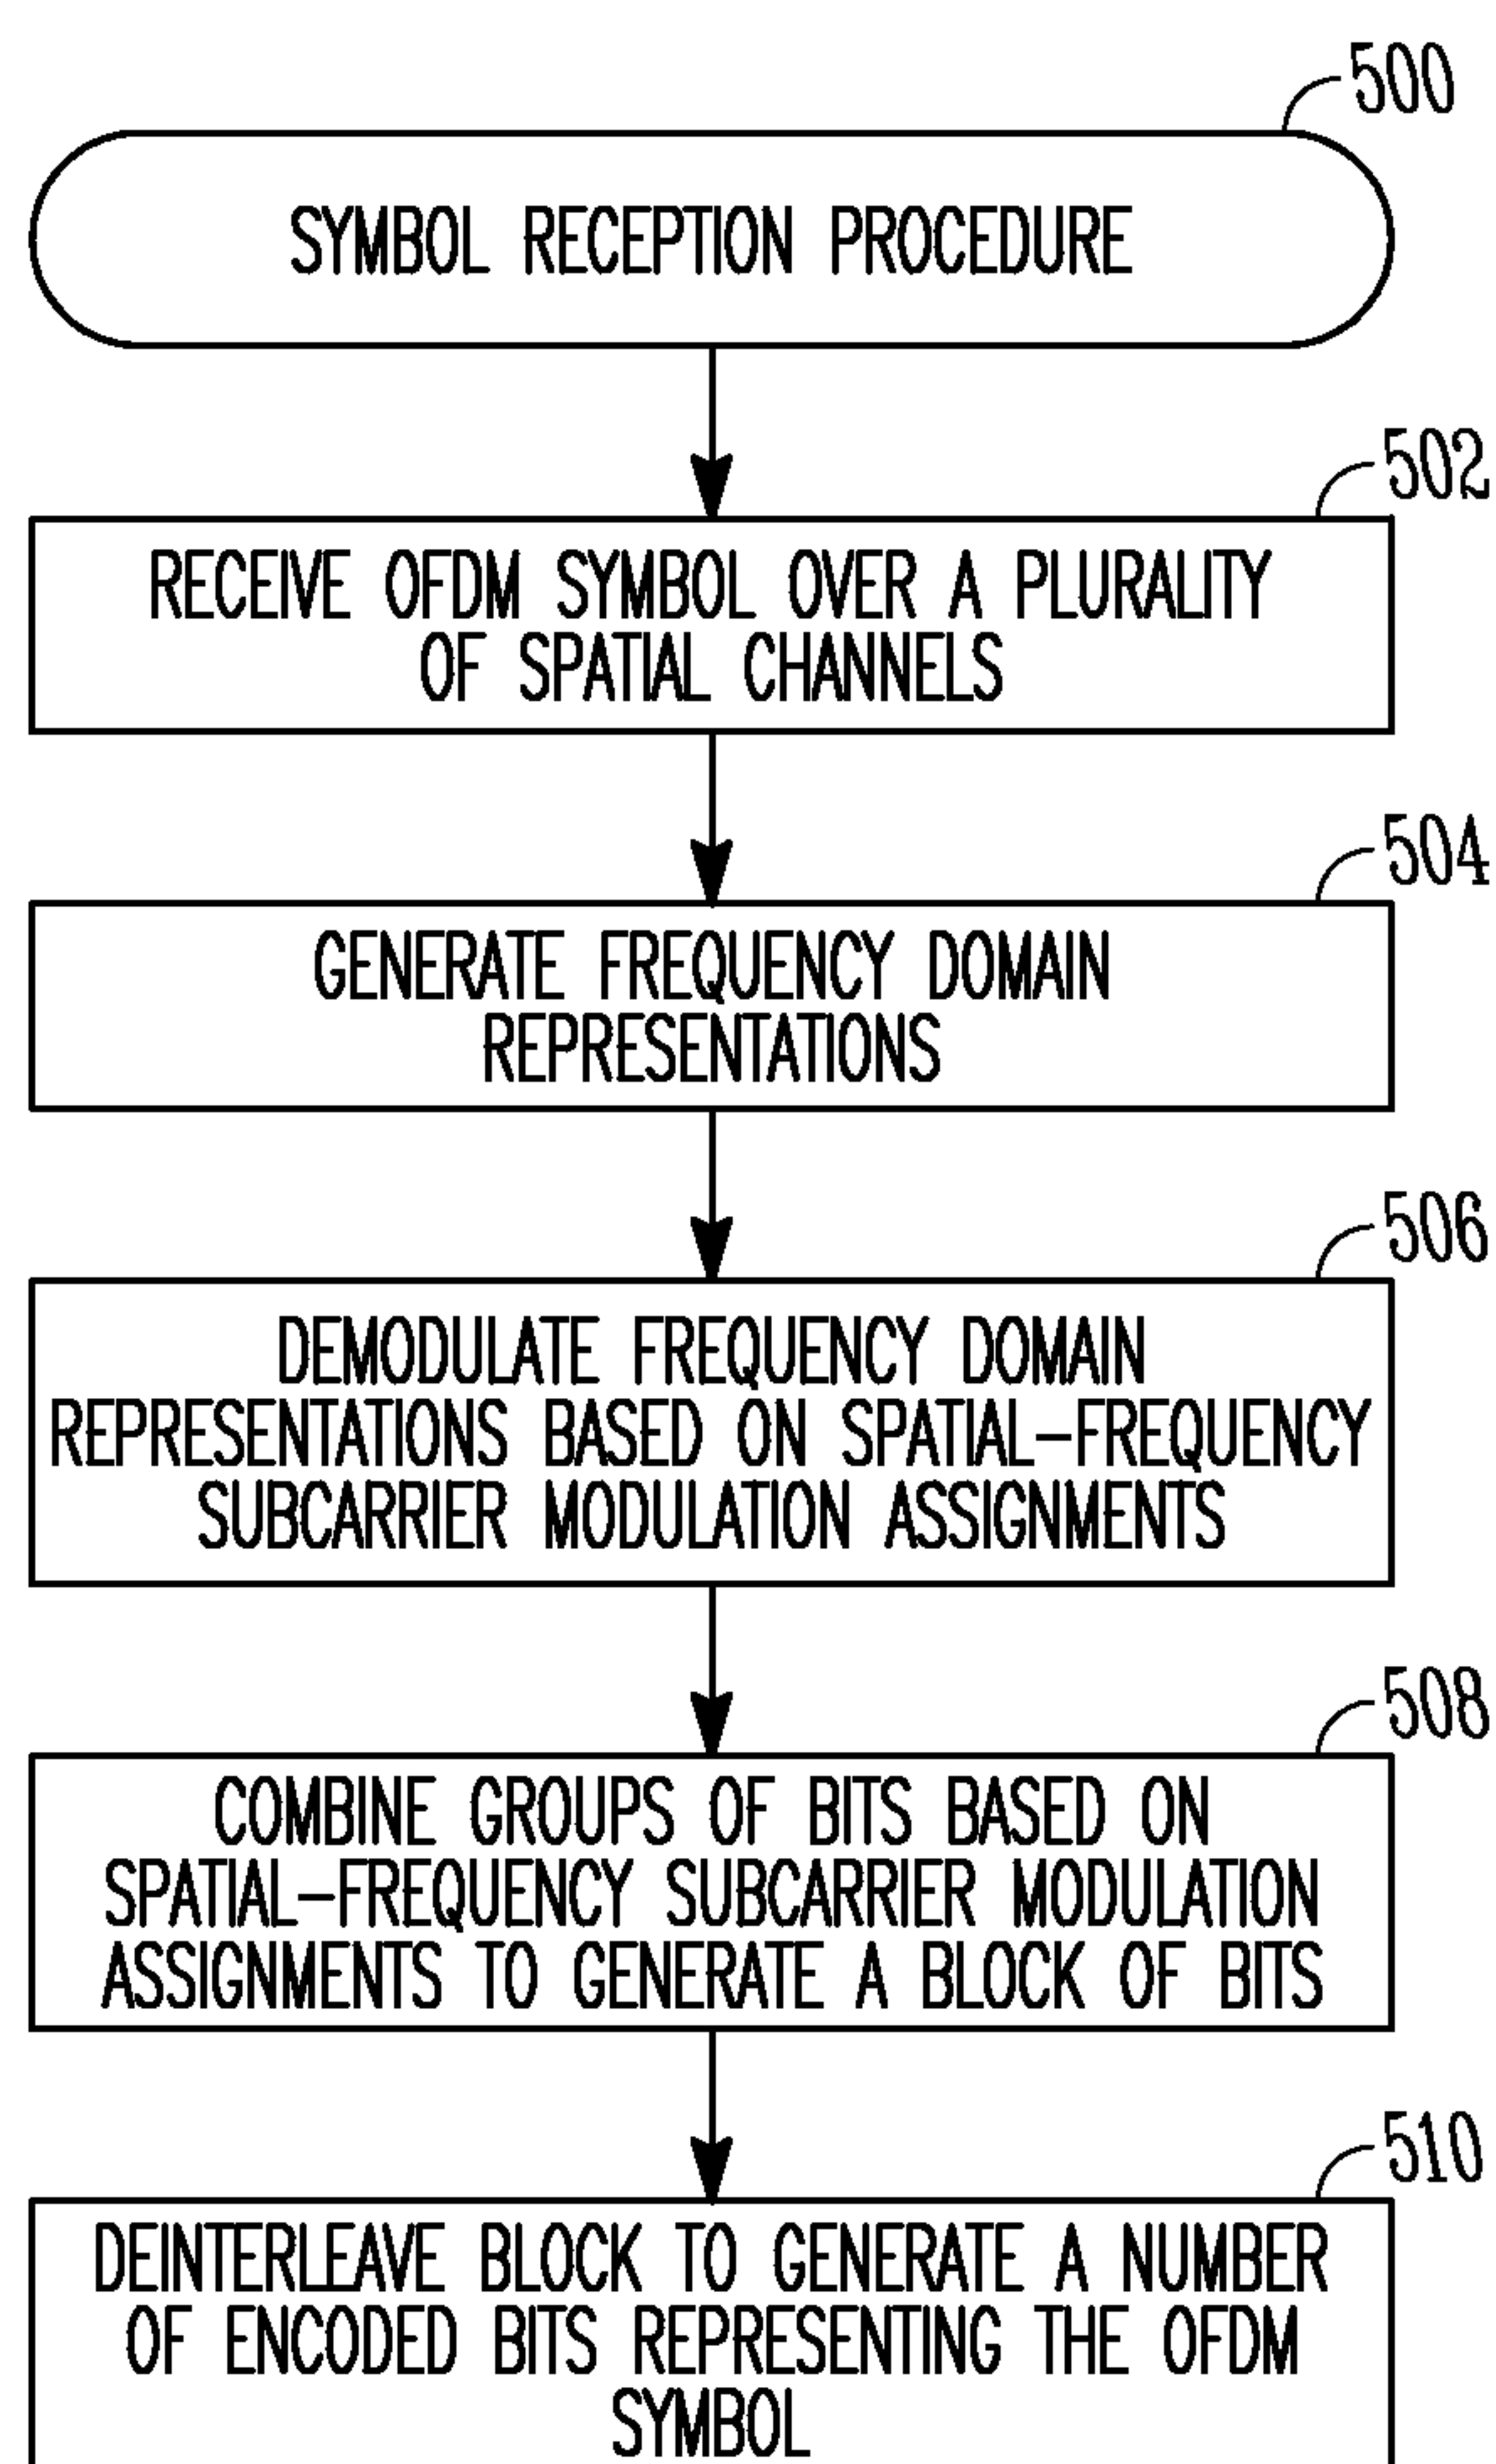 500
SYMBOL RECEPTION PROCEDURE
502
RECEIVE OFDM SYMBOL OVER A PLURALITY
OF SPATIAL CHANNELS
504
GENERATE FREQUENCY DOMAIN
REPRESENTATIONS
506
DEMODULATE FREQUENCY DOMAIN
REPRESENTATIONS BASED ON SPATIAL-FREQUENCY
SUBCARRIER MODULATION ASSIGNMENTS
508
COMBINE GROUPS OF BITS BASED ON
SPATIAL-FREQUENCY SUBCARRIER MODULATION
ASSIGNMENTS TO GENERATE A BLOCK OF BITS
510
DEINTERLEAVE BLOCK TO GENERATE A NUMBER
OF ENCODED BITS REPRESENTING THE OFDM
SYMBOL